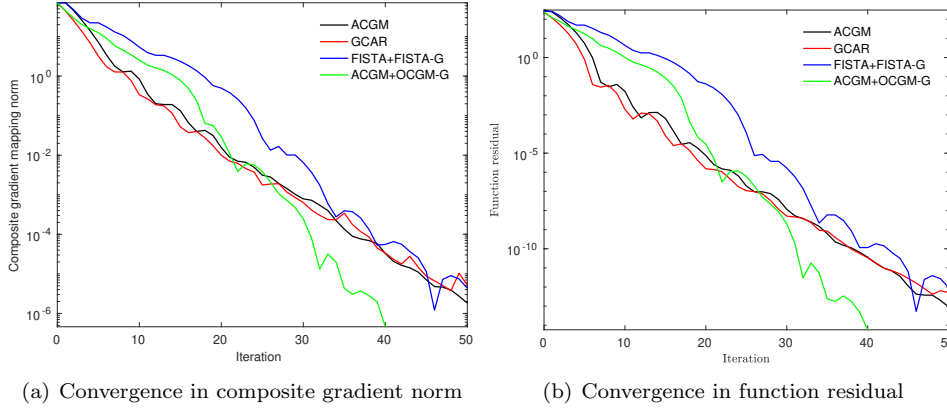 Composite gradient mapping norm
10^0
10^-2
10^-4
10^-6
0
10
20
30
40
50
Iteration
ACGM
GCAR
FISTA+FISTA-G
ACGM+OCGM-G
(a) Convergence in composite gradient norm
Function residual
10^0
10^-5
10^-10
0
10
20
30
40
50
Iteration
ACGM
GCAR
FISTA+FISTA-G
ACGM+OCGM-G
(b) Convergence in function residual